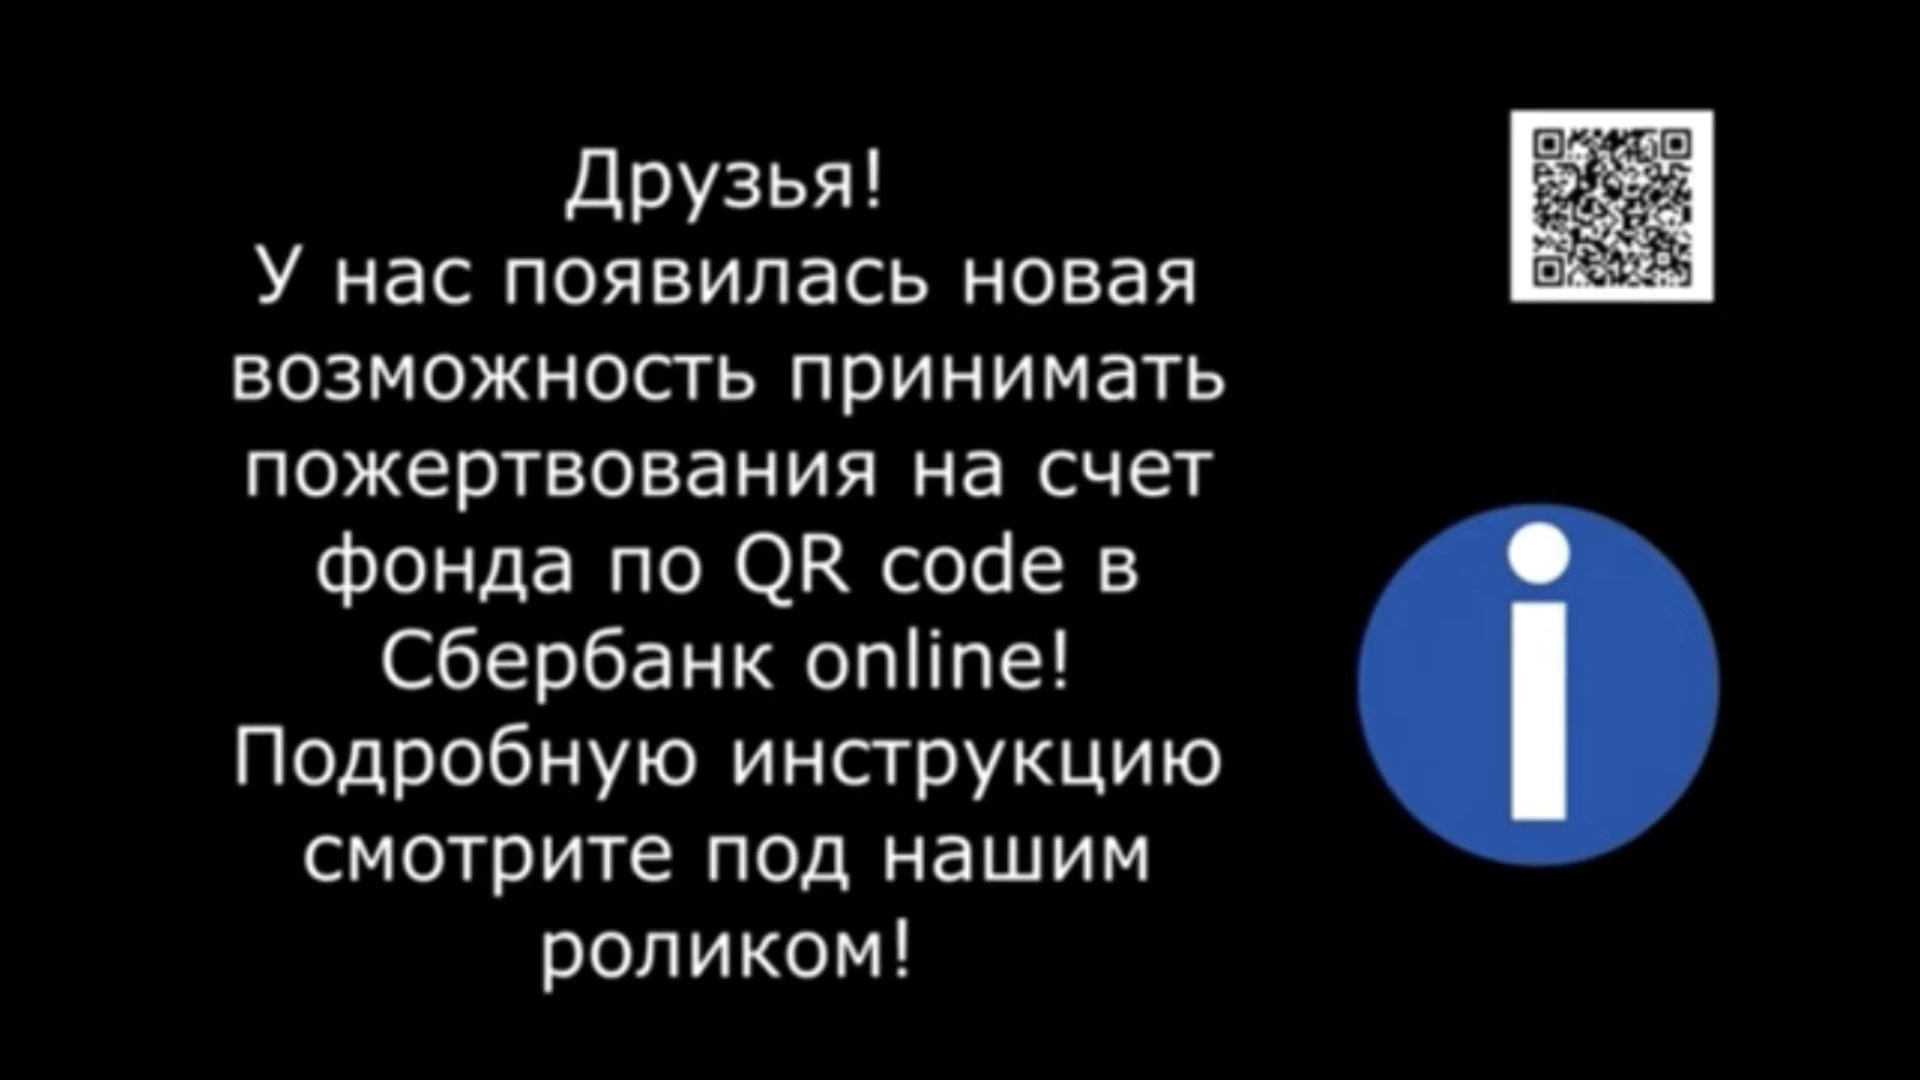 Друзья!
У нас появилась новая
возможность принимать
пожертвования на счет
фонда по QR code в
Сбербанк online!
Подробную инструкцию
смотрите под нашим
роликом!